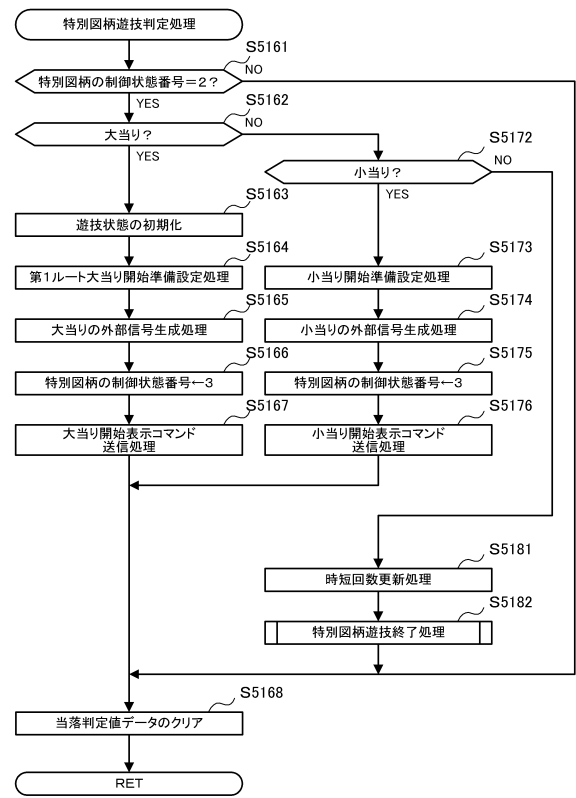 特別図柄遊技判定処理
S5161
特別図柄の制御状態番号=2?
NO
YES
S5162
大当り?
NO
YES
S5172
小当り?
NO
YES
S5163
遊技状態の初期化
S5164
第1ルート大当り開始準備設定処理
S5173
小当り開始準備設定処理
S5165
大当りの外部信号生成処理
S5174
小当りの外部信号生成処理
S5166
特別図柄の制御状態番号←3
S5175
特別図柄の制御状態番号←3
S5167
大当り開始表示コマンド
送信処理
S5176
小当り開始表示コマンド
送信処理
S5181
時短回数更新処理
S5182
特別図柄遊技終了処理
S5168
当落判定値データのクリア
RET